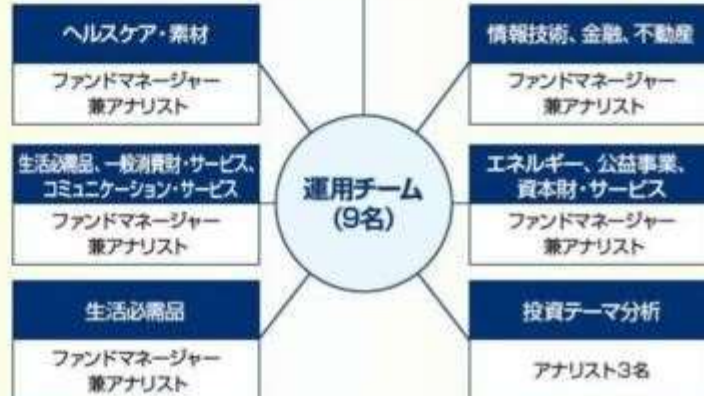 ヘルスケア・素材
ファンドマネージャー
兼アナリスト
生活必需品、一般消費財・サービス、
コミュニケーション・サービス
ファンドマネージャー
兼アナリスト
生活必需品
ファンドマネージャー
兼アナリスト
運用チーム
(9名)
情報技術、金融、不動産
ファンドマネージャー
兼アナリスト
エネルギー、公益事業、
資本財・サービス
ファンドマネージャー
兼アナリスト
投資テーマ分析
アナリスト3名